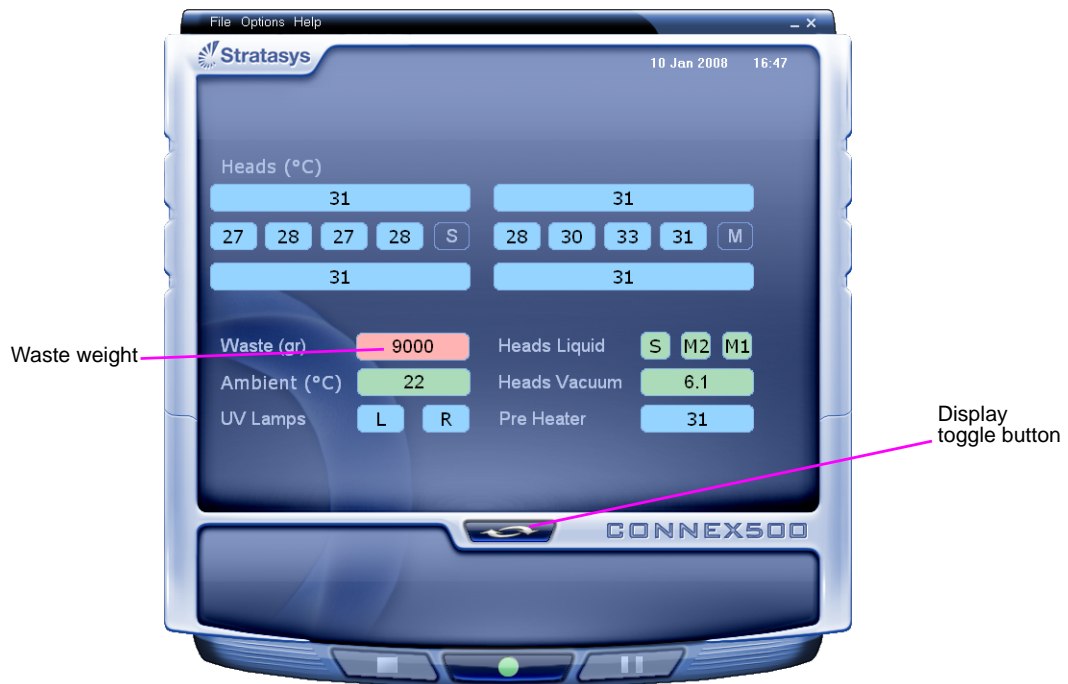 File Options Help
Stratasys
10 Jan 2008 16:47
Heads (°C)
31 31
27 28 27 28 S 28 30 33 31 M
31 31
Waste weight
Waste (gr) 9000 Heads Liquid S M2 M1
Ambient (°C) 22 Heads Vacuum 6.1
UV Lamps L R Pre Heater 31
Display
toggle button
CONNEX500